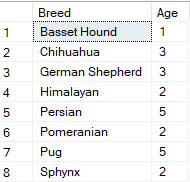 Breed Age
1 Basset Hound 1
2 Chihuahua 3
3 German Shepherd 3
4 Himalayan 2
5 Persian 5
6 Pomeranian 2
7 Pug 5
8 Sphynx 2